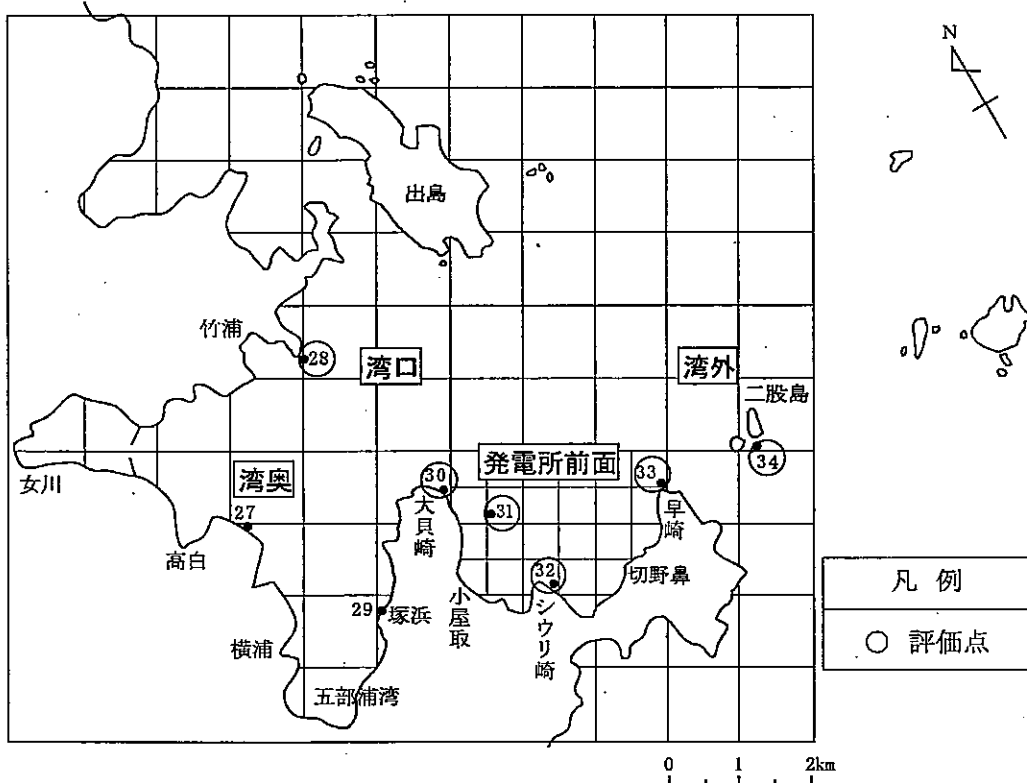 N
出島
竹浦
28
湾口
湾外
二股島
34
発電所前面
女川
湾奥
30
33
27
大貝崎
31
早崎
高白
32
切野鼻
29
塚浜
小屋取
シウリ崎
横浦
五部浦湾
凡例
○ 評価点
0 1 2km